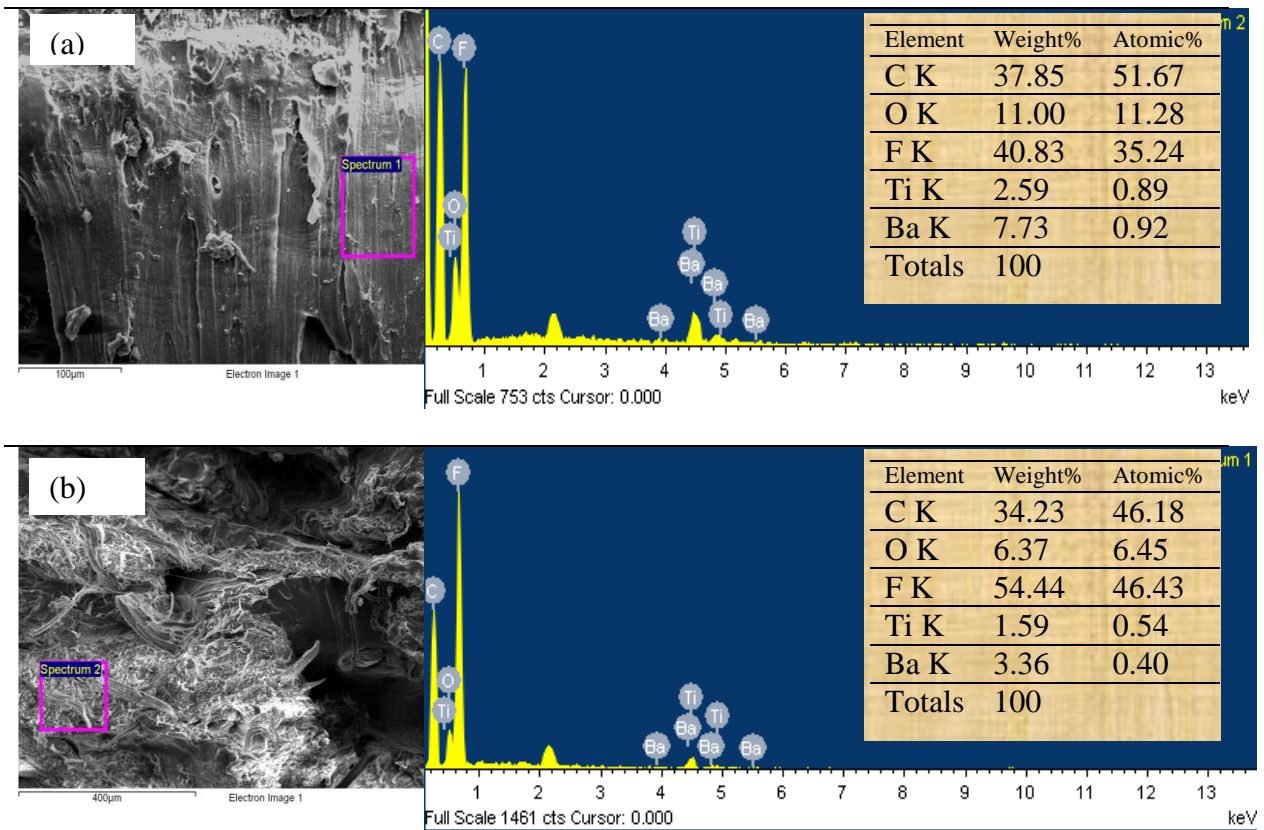 (a)
Spectrum 1
100µm Electron Image 1
C F
O
Ti
Ti
Ba
Ba
Ba Ti Ba
1 2 3 4 5 6 7 8 9 10 11 12 13
Full Scale 753 cts Cursor: 0.000 keV
m 2
Element Weight% Atomic%
C K 37.85 51.67
O K 11.00 11.28
F K 40.83 35.24
Ti K 2.59 0.89
Ba K 7.73 0.92
Totals 100
(b)
Spectrum 2
400µm Electron Image 1
F
C
O
Ti
Ti
Ba Ti
Ba Ba Ba
1 2 3 4 5 6 7 8 9 10 11 12 13
Full Scale 1461 cts Cursor: 0.000 keV
um 1
Element Weight% Atomic%
C K 34.23 46.18
O K 6.37 6.45
F K 54.44 46.43
Ti K 1.59 0.54
Ba K 3.36 0.40
Totals 100